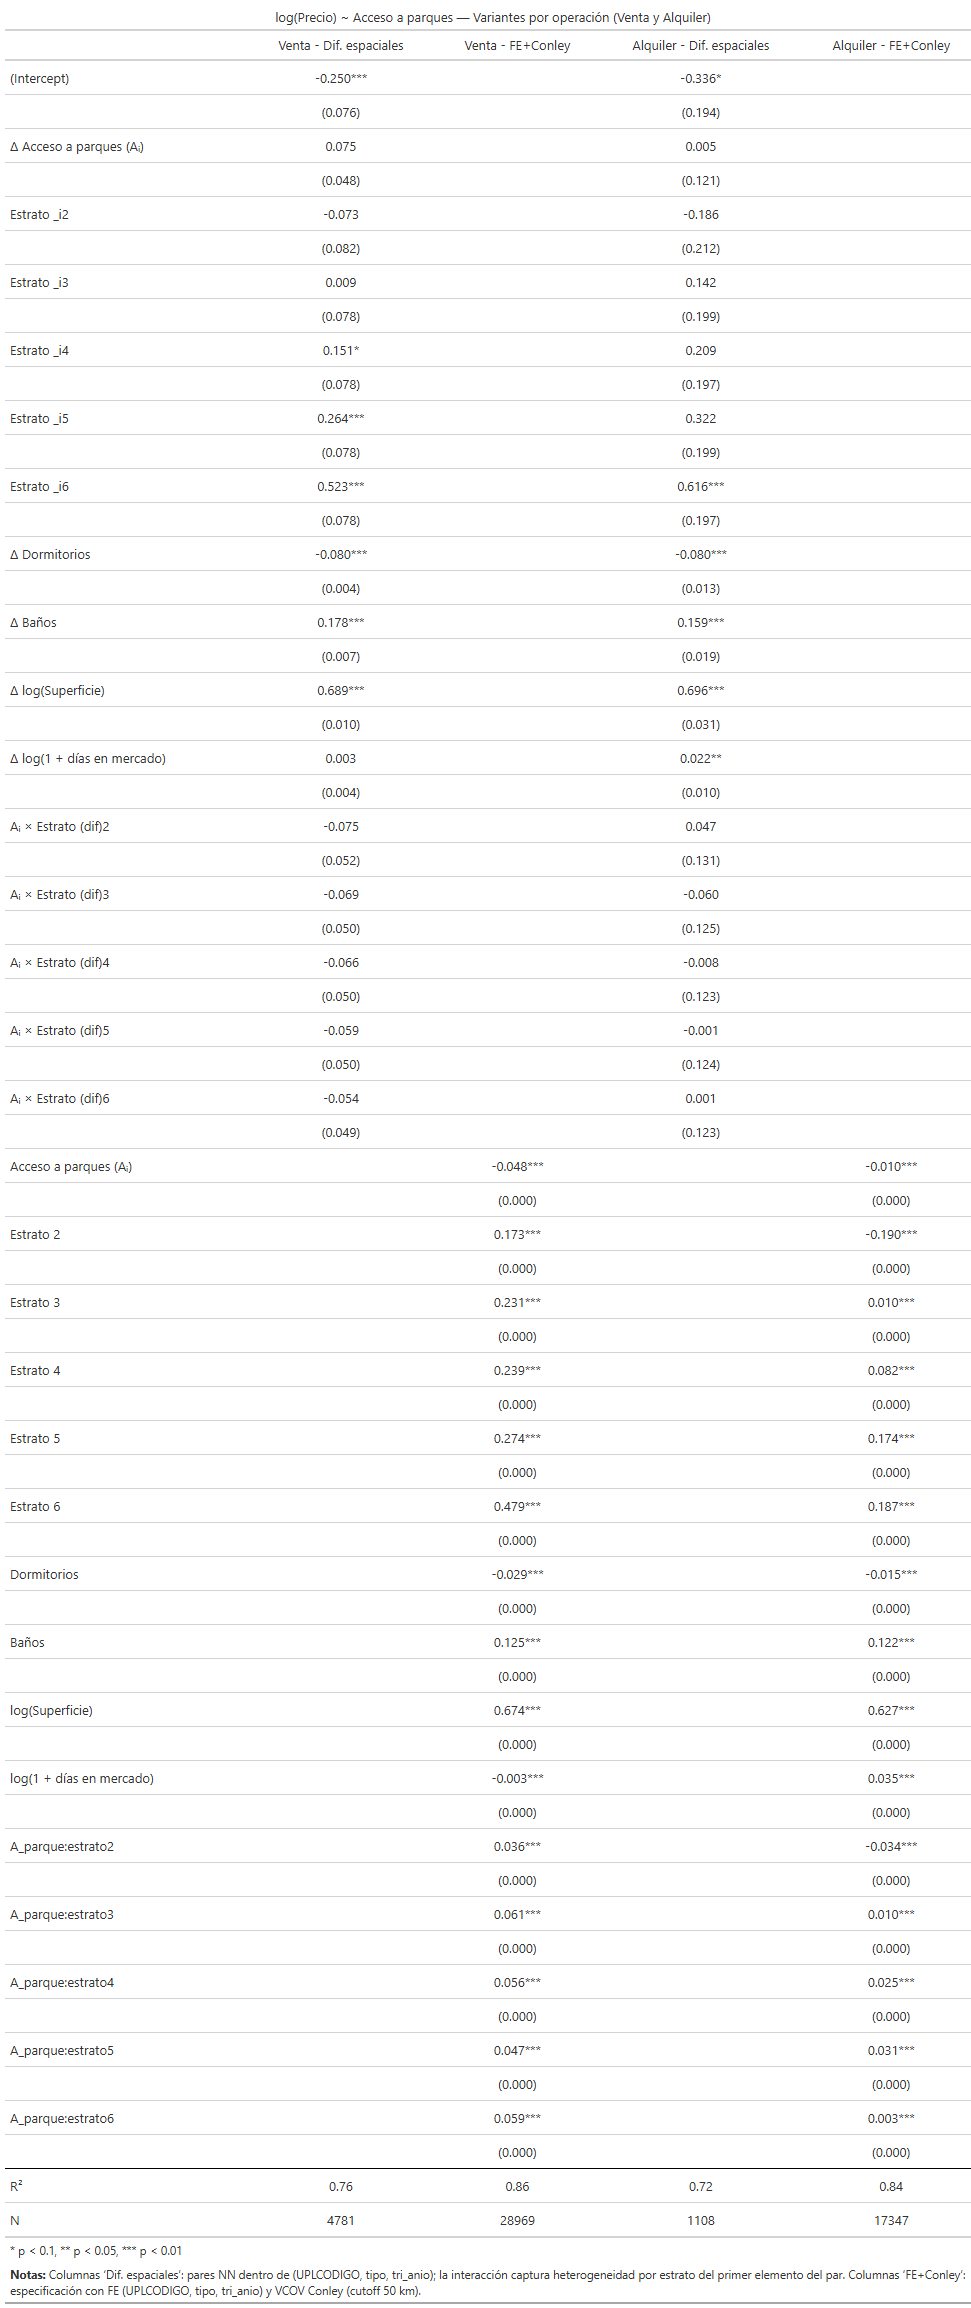 log(Precio) ~ Acceso a parques — Variantes por operación (Venta y Alquiler)
Venta - Dif. espaciales Venta - FE+Conley Alquiler - Dif. espaciales Alquiler - FE+Conley
(Intercept) -0.250*** -0.336*
(0.076) (0.194)
Δ Acceso a parques (Aᵢ) 0.075 0.005
(0.048) (0.121)
Estrato _i2 -0.073 -0.186
(0.082) (0.212)
Estrato _i3 0.009 0.142
(0.078) (0.199)
Estrato _i4 0.151* 0.209
(0.078) (0.197)
Estrato _i5 0.264*** 0.322
(0.078) (0.199)
Estrato _i6 0.523*** 0.616***
(0.078) (0.197)
Δ Dormitorios -0.080*** -0.080***
(0.004) (0.013)
Δ Baños 0.178*** 0.159***
(0.007) (0.019)
Δ log(Superficie) 0.689*** 0.696***
(0.010) (0.031)
Δ log(1 + días en mercado) 0.003 0.022**
(0.004) (0.010)
Aᵢ × Estrato (dif)2 -0.075 0.047
(0.052) (0.131)
Aᵢ × Estrato (dif)3 -0.069 -0.060
(0.050) (0.125)
Aᵢ × Estrato (dif)4 -0.066 -0.008
(0.050) (0.123)
Aᵢ × Estrato (dif)5 -0.059 -0.001
(0.050) (0.124)
Aᵢ × Estrato (dif)6 -0.054 0.001
(0.049) (0.123)
Acceso a parques (Aᵢ) -0.048*** -0.010***
(0.000) (0.000)
Estrato 2 0.173*** -0.190***
(0.000) (0.000)
Estrato 3 0.231*** 0.010***
(0.000) (0.000)
Estrato 4 0.239*** 0.082***
(0.000) (0.000)
Estrato 5 0.274*** 0.174***
(0.000) (0.000)
Estrato 6 0.479*** 0.187***
(0.000) (0.000)
Dormitorios -0.029*** -0.015***
(0.000) (0.000)
Baños 0.125*** 0.122***
(0.000) (0.000)
log(Superficie) 0.674*** 0.627***
(0.000) (0.000)
log(1 + días en mercado) -0.003*** 0.035***
(0.000) (0.000)
A_parque:estrato2 0.036*** -0.034***
(0.000) (0.000)
A_parque:estrato3 0.061*** 0.010***
(0.000) (0.000)
A_parque:estrato4 0.056*** 0.025***
(0.000) (0.000)
A_parque:estrato5 0.047*** 0.031***
(0.000) (0.000)
A_parque:estrato6 0.059*** 0.003***
(0.000) (0.000)
R² 0.76 0.86 0.72 0.84
N 4781 28969 1108 17347
* p < 0.1, ** p < 0.05, *** p < 0.01
Notas: Columnas ‘Dif. espaciales’: pares NN dentro de (UPLCODIGO, tipo, tri_anio); la interacción captura heterogeneidad por estrato del primer elemento del par. Columnas ‘FE+Conley’:
especificación con FE (UPLCODIGO, tipo, tri_anio) y VCOV Conley (cutoff 50 km).